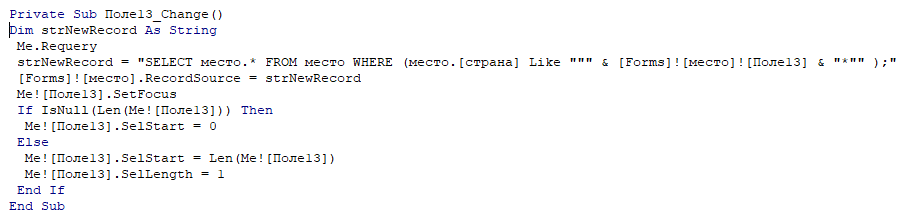 Private Sub Поле13_Change()
Dim strNewRecord As String
Me.Requery
strNewRecord = "SELECT место.* FROM место WHERE (место.[страна] Like """ & [Forms]![место]![Поле13] & "*"" );"
[Forms]![место].RecordSource = strNewRecord
Me![Поле13].SetFocus
If IsNull(Len(Me![Поле13])) Then
Me![Поле13].SelStart = 0
Else
Me![Поле13].SelStart = Len(Me![Поле13])
Me![Поле13].SelLength = 1
End If
End Sub